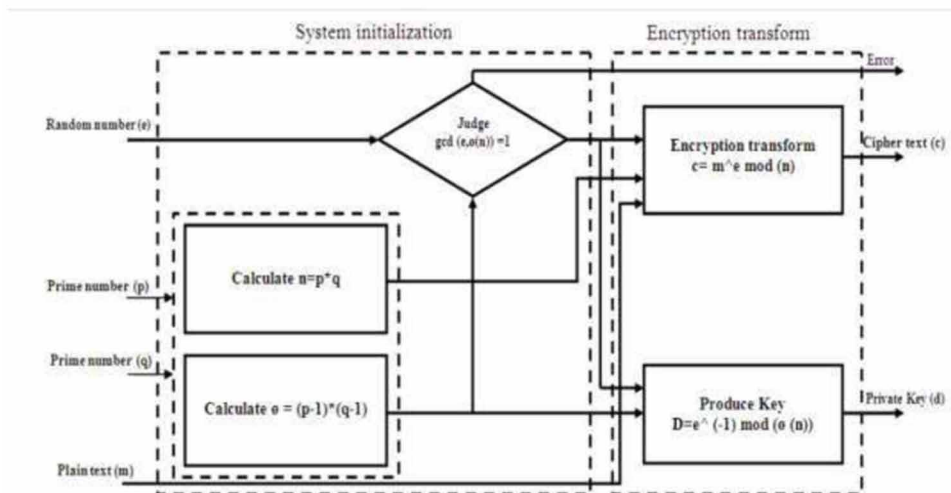 System initialization
Encryption transform
Error
Random number (e)
Judge
gcd (e,ɵ(n)) =1
Encryption transform
c= m^e mod (n)
Cipher text (c)
Calculate n=p*q
Prime number (p)
Prime number (q)
Calculate ɵ = (p-1)*(q-1)
Produce Key
D=e^ (-1) mod (ɵ (n))
Private Key (d)
Plain text (m)